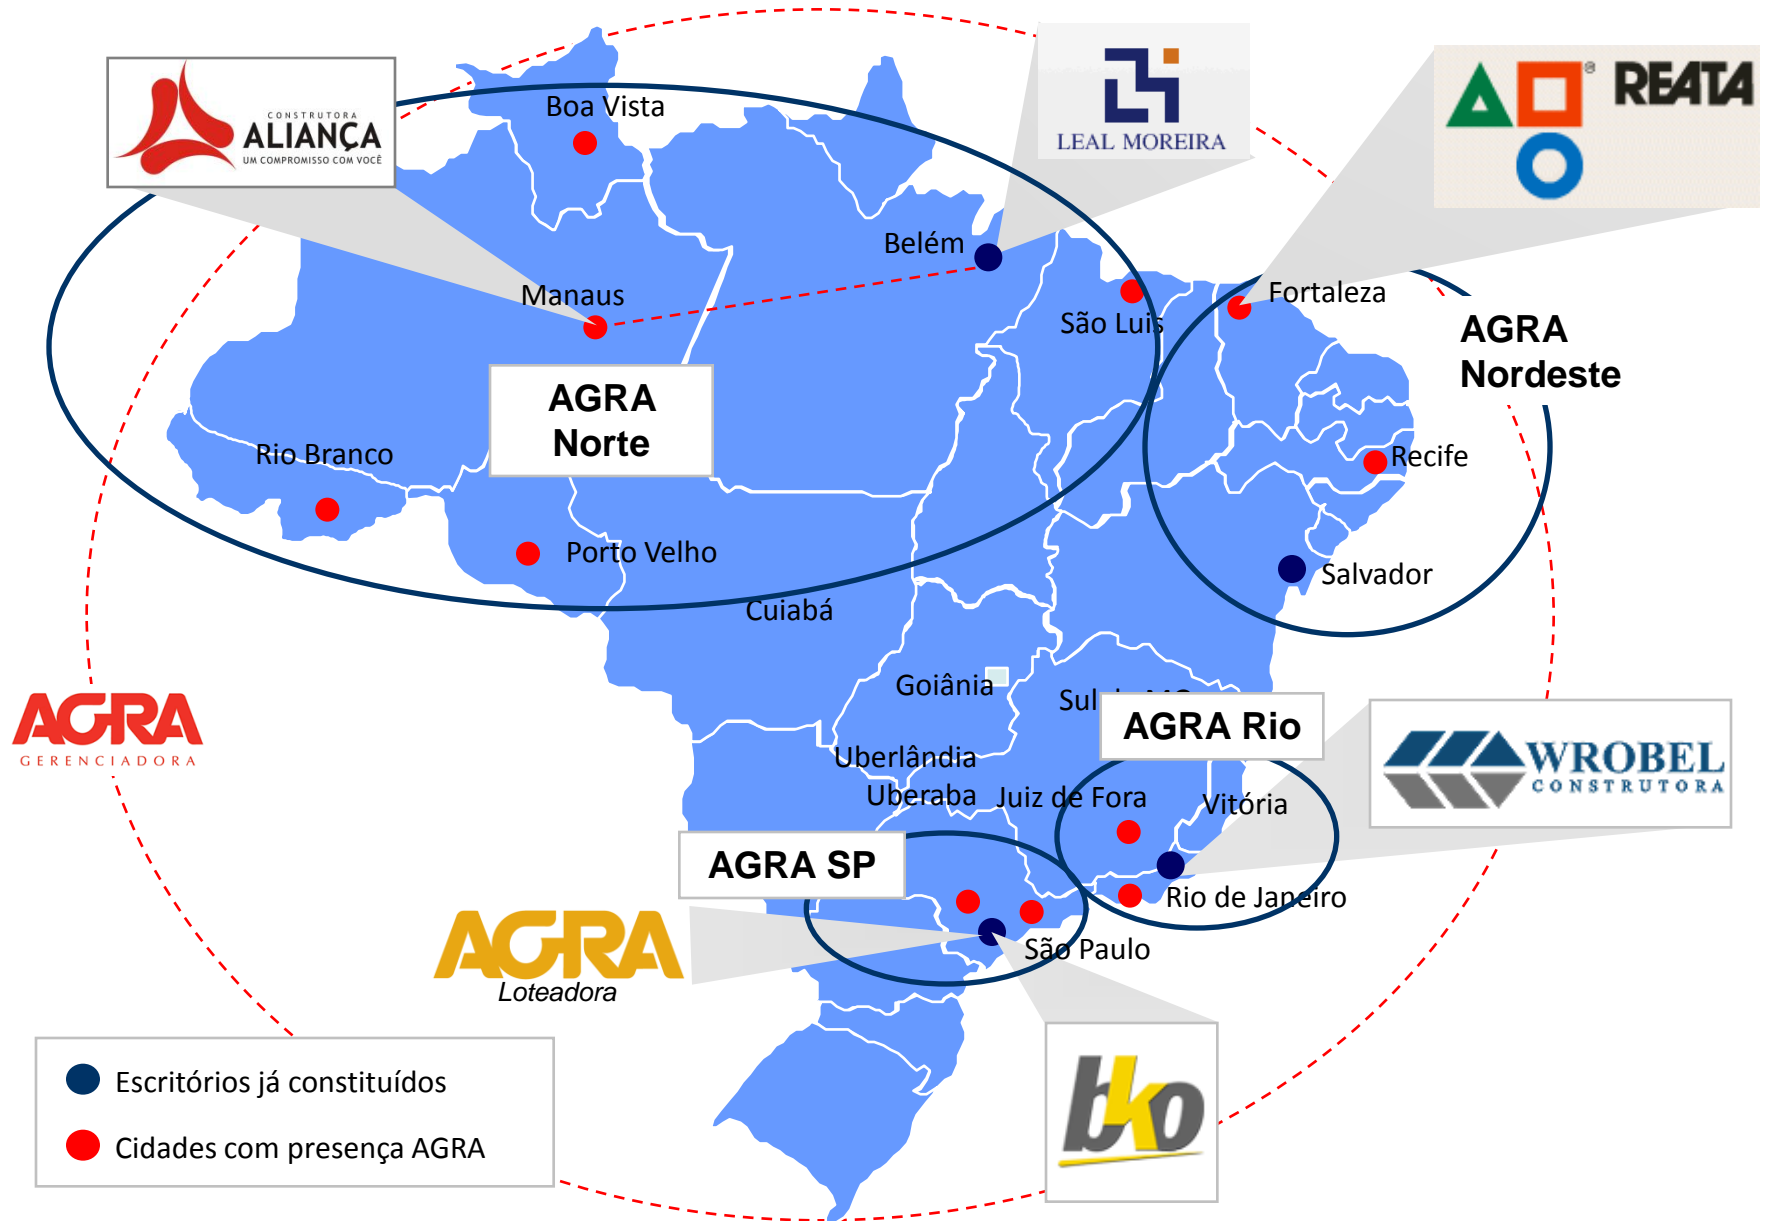 CONSTRUTORA
ALIANÇA
UM COMPROMISSO COM VOCÊ
LEAL MOREIRA
® REATA
Boa Vista
Belém
Manaus
São Luis
Fortaleza
AGRA
Nordeste
AGRA
Norte
Rio Branco
Recife
Porto Velho
Salvador
Cuiabá
Goiânia
Sul
AGRA Rio
AGRA
GERENCIADORA
WROBEL
CONSTRUTORA
Uberlândia
Uberaba
Juiz de Fora
Vitória
AGRA SP
Rio de Janeiro
AGRA
Loteadora
São Paulo
bko
Escritórios já constituídos
Cidades com presença AGRA